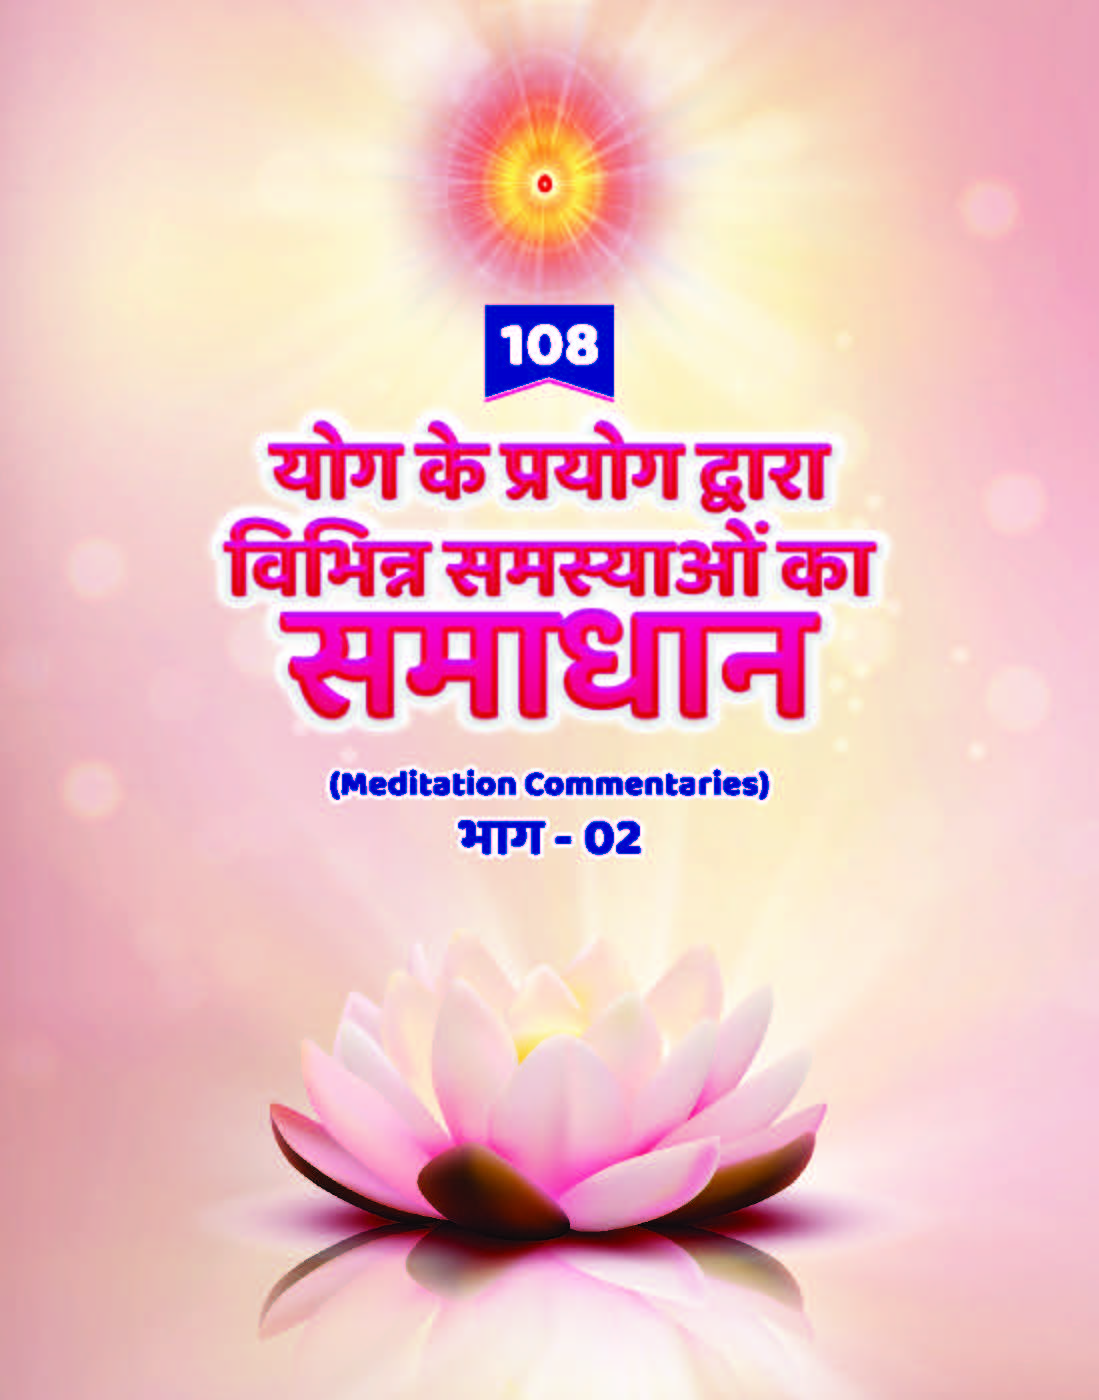 108
योग के प्रयोग द्वारा
विभिन्न समस्याओं का
समाधान
(Meditation Commentaries)
भाग - 02